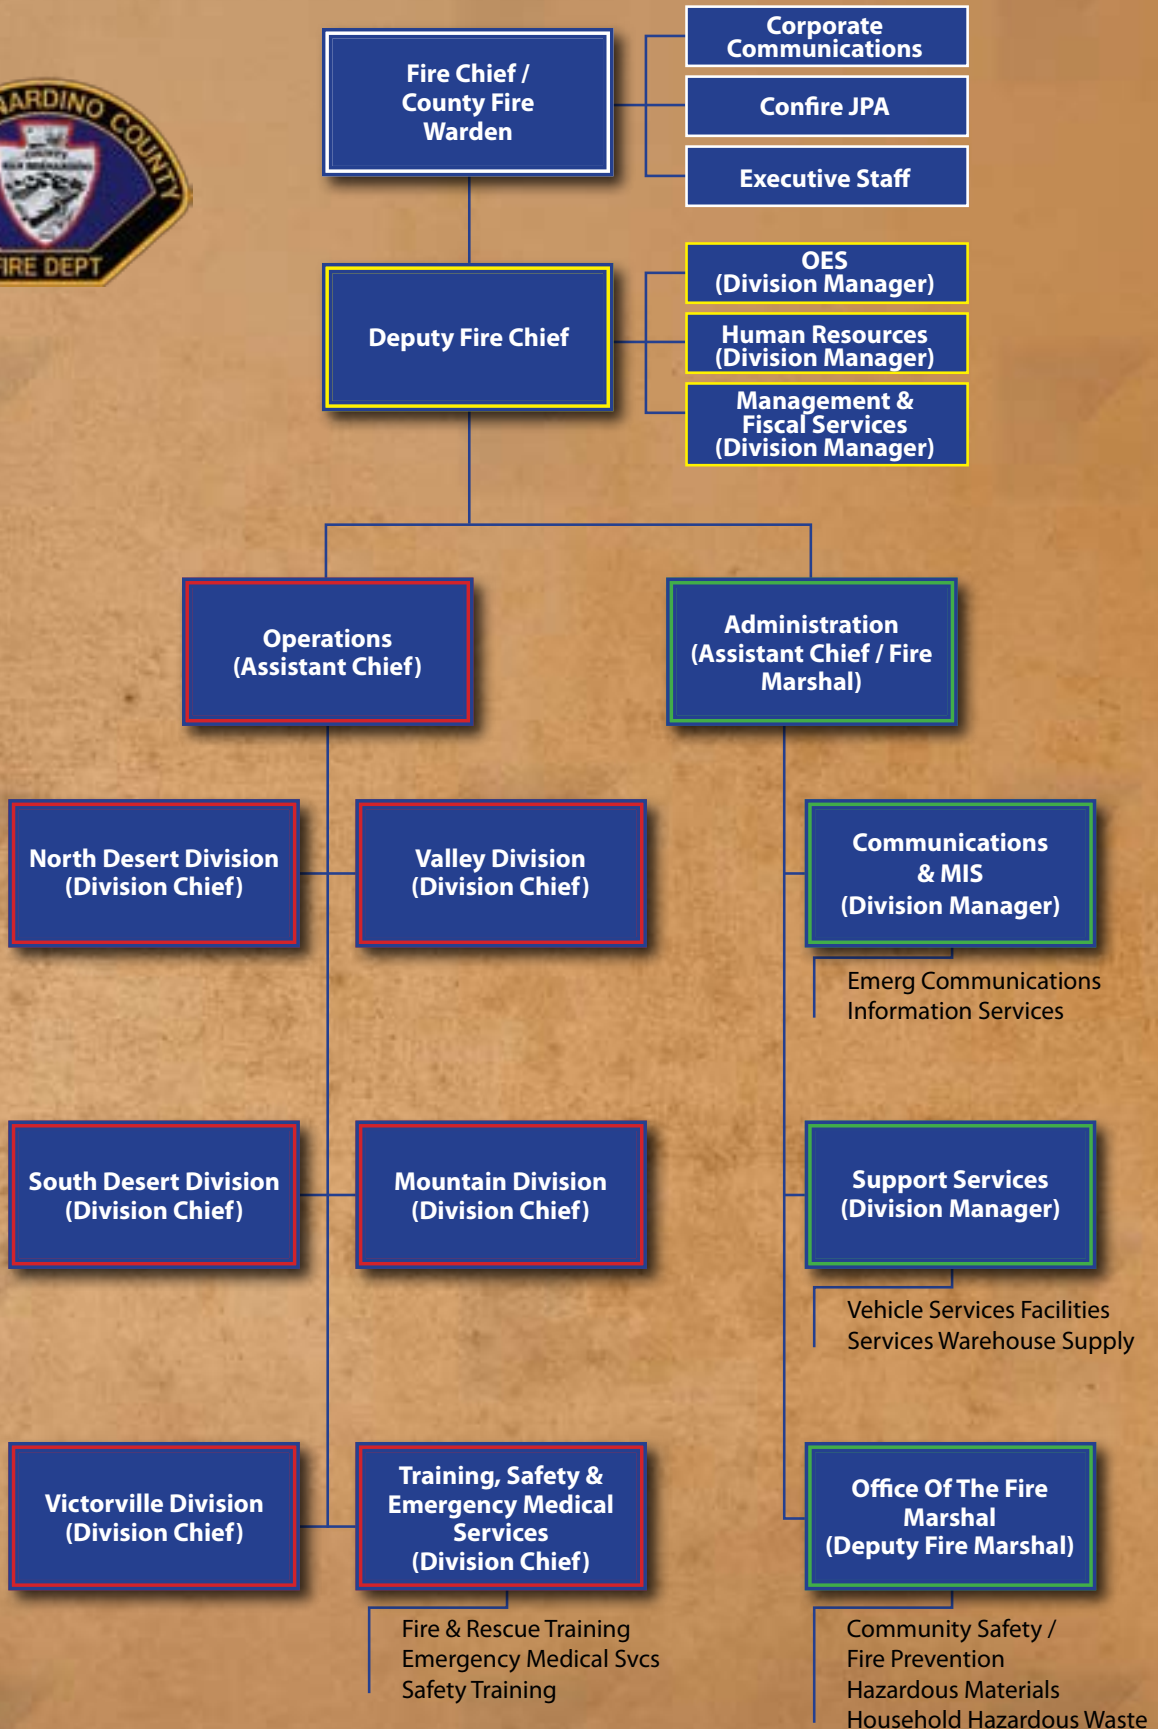 COUNTY
FIRE DEPT
Fire Chief /
County Fire
Warden
Corporate
Communications
Confire JPA
Executive Staff
Deputy Fire Chief
OES
(Division Manager)
Human Resources
(Division Manager)
Management &
Fiscal Services
(Division Manager)
Operations
(Assistant Chief)
Administration
(Assistant Chief / Fire
Marshal)
North Desert Division
(Division Chief)
Valley Division
(Division Chief)
Communications
& MIS
(Division Manager)
Emerg Communications
Information Services
South Desert Division
(Division Chief)
Mountain Division
(Division Chief)
Support Services
(Division Manager)
Vehicle Services Facilities
Services Warehouse Supply
Victorville Division
(Division Chief)
Training, Safety &
Emergency Medical
Services
(Division Chief)
Fire & Rescue Training
Emergency Medical Svcs
Safety Training
Office Of The Fire
Marshal
(Deputy Fire Marshal)
Community Safety /
Fire Prevention
Hazardous Materials
Household Hazardous Waste